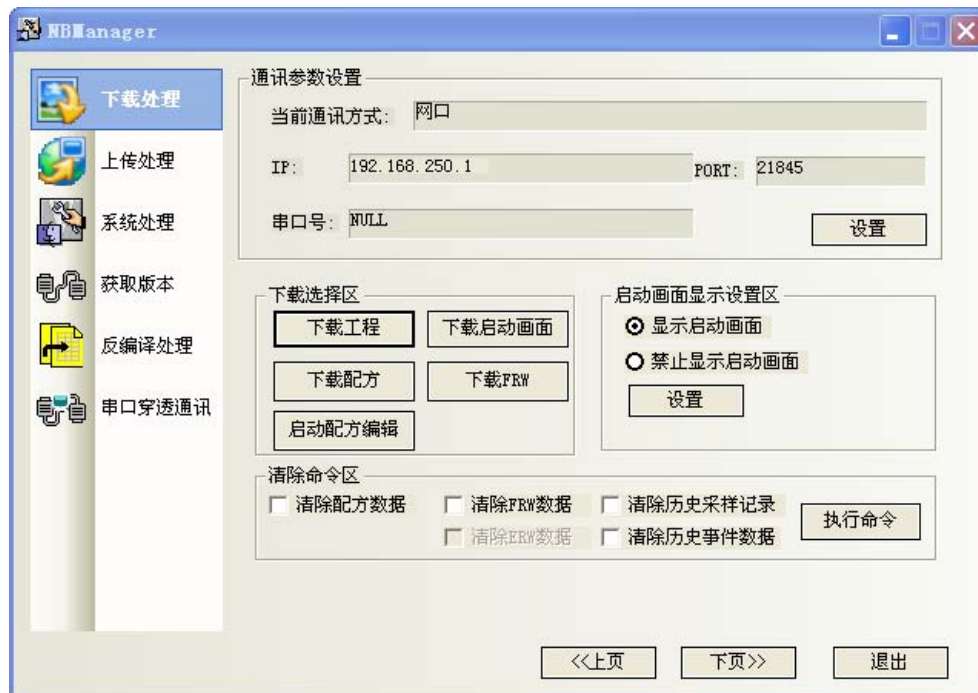 NBManager
下载处理
上传处理
系统处理
获取版本
反编译处理
串口穿透通讯
通讯参数设置
当前通讯方式: 网口
IP: 192.168.250.1 PORT: 21845
串口号: NULL 设置
下载选择区
下载工程 下载启动画面
下载配方 下载FRW
启动配方编辑
启动画面显示设置区
显示启动画面
禁止显示启动画面
设置
清除命令区
清除配方数据 清除FRW数据 清除历史采样记录
清除ERW数据 清除历史事件数据
执行命令
<<上页 下页>> 退出